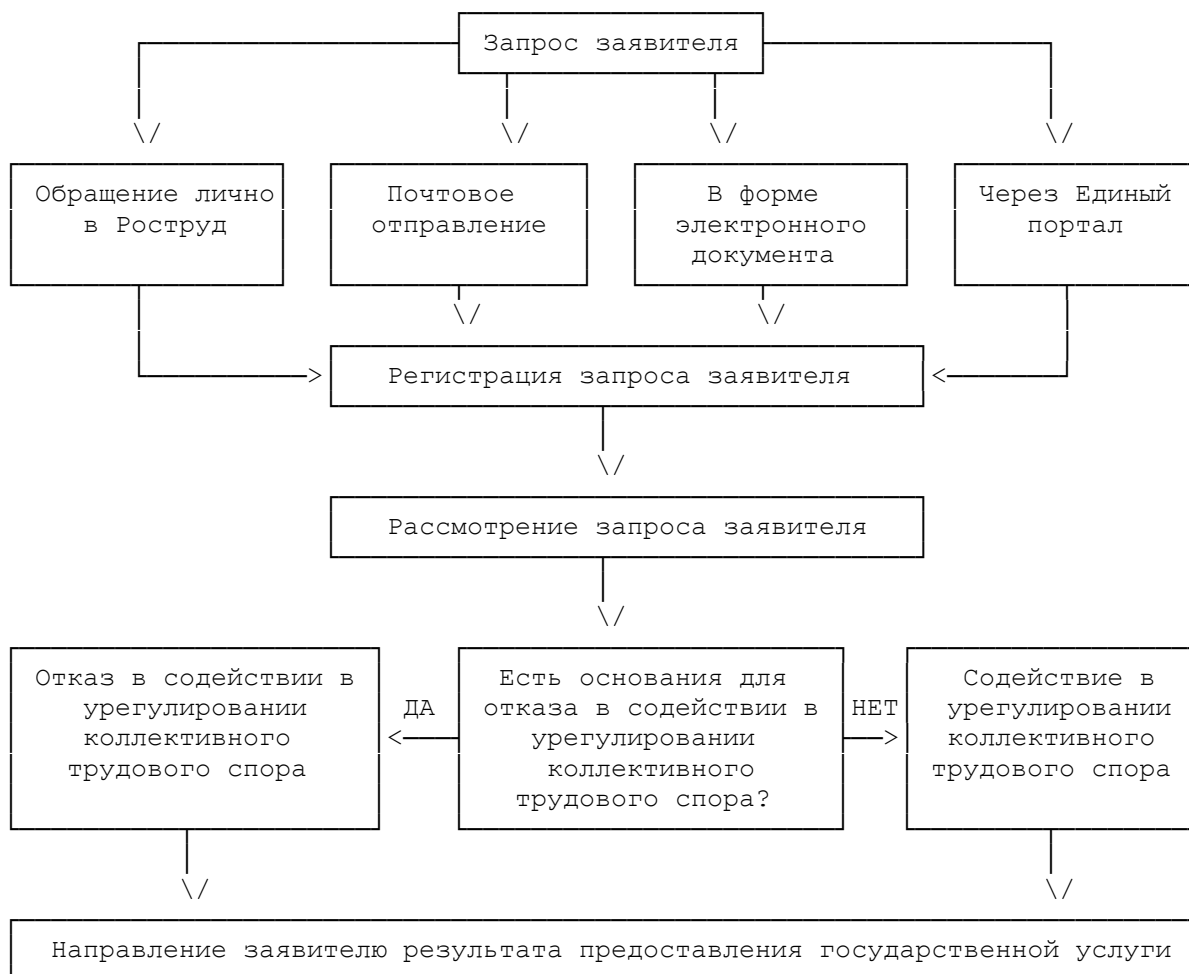 Запрос заявителя
Обращение лично
в Роструд
Почтовое
отправление
В форме
электронного
документа
Через Единый
портал
Регистрация запроса заявителя
Рассмотрение запроса заявителя
Отказ в содействии в
урегулировании
коллективного
трудового спора
ДА
Есть основания для
отказа в содействии в
урегулировании
коллективного
трудового спора?
НЕТ
Содействие в
урегулировании
коллективного
трудового спора
Направление заявителю результата предоставления государственной услуги